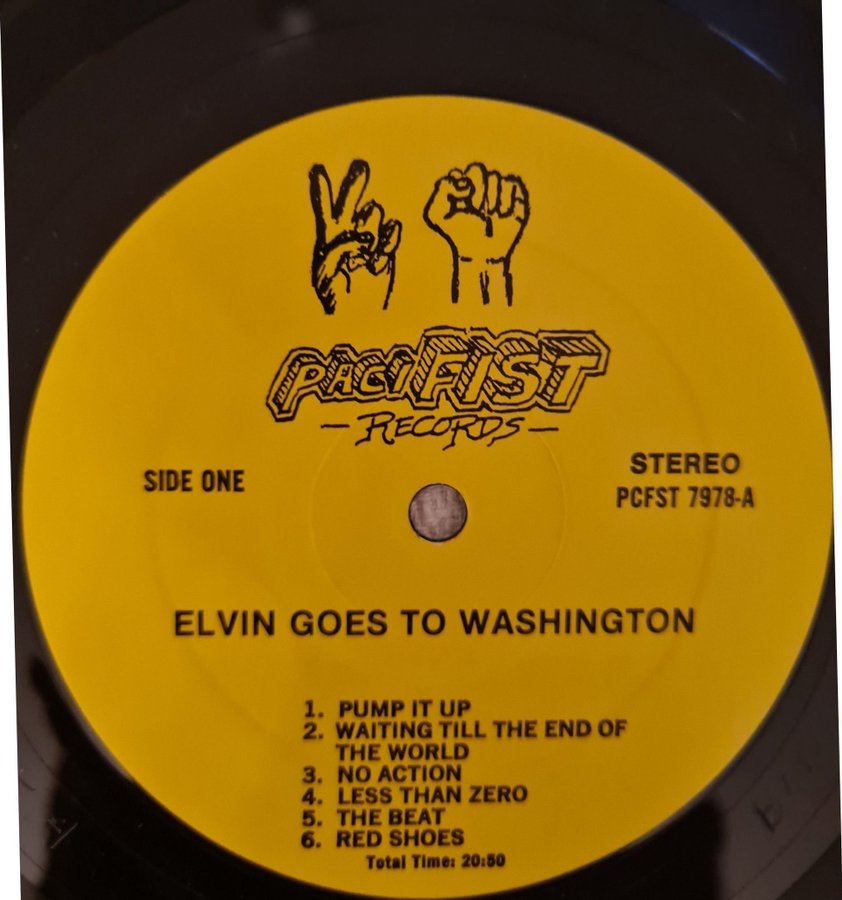 PACIFIST
— RECORDS —
SIDE ONE
STEREO
PCFST 7978-A
ELVIN GOES TO WASHINGTON
1. PUMP IT UP
2. WAITING TILL THE END OF
THE WORLD
3. NO ACTION
4. LESS THAN ZERO
5. THE BEAT
6. RED SHOES
Total Time: 20:50